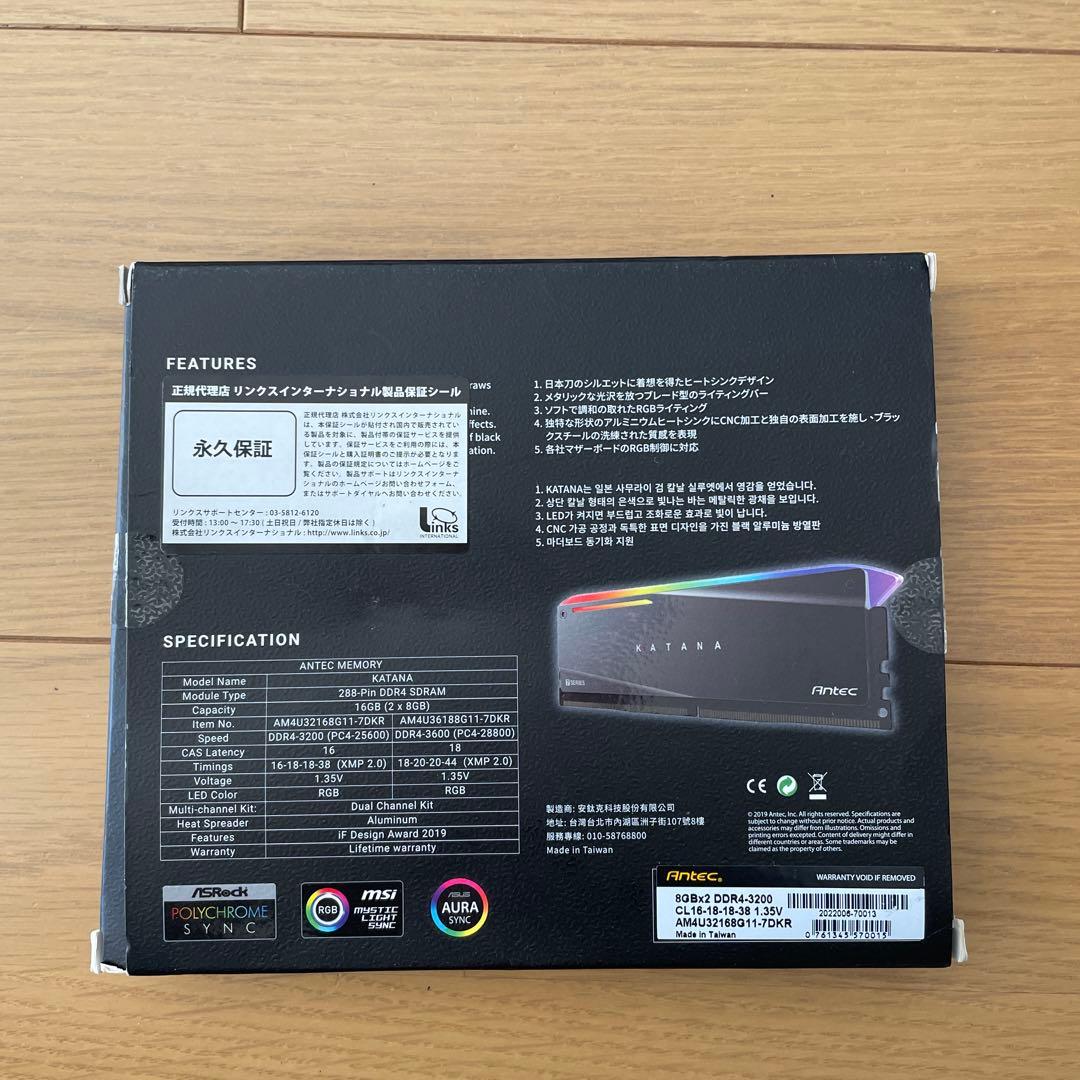 FEATURES
正規代理店 リンクスインターナショナル製品保証シール
永久保証
正規代理店 株式会社リンクスインターナショナル
は、本保証シールが貼付され国内で販売されてい
る製品を対象に、製品付帯の保証サービスを提供
しています。保証サービスをご利用の際には、本
保証シールと購入証明書のご提示が必要となりま
す。製品の保証規定についてはホームページをご
覧ください。製品サポートはリンクスインターナ
ショナルのホームページお問い合わせフォーム、
またはサポートダイヤルへお問い合わせください。
リンクスサポートセンター : 03-5812-6120
受付時間 : 13:00 ～ 17:30 ( 土日祝日 / 弊社指定休日は除く )
株式会社リンクスインターナショナル : http://www.links.co.jp/
Links
INTERNATIONAL
raws
hine.
ffects.
f black
ation.
1. 日本刀のシルエットに着想を得たヒートシンクデザイン
2. メタリックな光沢を放つブレード型のライティングバー
3. ソフトで調和の取れたRGBライティング
4. 独特な形状のアルミニウムヒートシンクにCNC加工と独自の表面加工を施し、ブラッ
クスチールの洗練された質感を表現
5. 各社マザーボードのRGB制御に対応
1. KATANA는 일본 사무라이 검 칼날 실루엣에서 영감을 얻었습니다.
2. 상단 칼날 형태의 은색으로 빛나는 바는 메탈릭한 광채를 보입니다.
3. LED가 켜지면 부드럽고 조화로운 효과로 빛이 납니다.
4. CNC 가공 공정과 독특한 표면 디자인을 가진 블랙 알루미늄 방열판
5. 마더보드 동기화 지원
KATANA
7 SERIES
Antec
SPECIFICATION
ANTEC MEMORY
Model Name KATANA
Module Type 288-Pin DDR4 SDRAM
Capacity 16GB (2 x 8GB)
Item No. AM4U32168G11-7DKR AM4U36188G11-7DKR
Speed DDR4-3200 (PC4-25600) DDR4-3600 (PC4-28800)
CAS Latency 16 18
Timings 16-18-18-38 (XMP 2.0) 18-20-20-44 (XMP 2.0)
Voltage 1.35V 1.35V
LED Color RGB RGB
Multi-channel Kit: Dual Channel Kit
Heat Spreader Aluminum
Features iF Design Award 2019
Warranty Lifetime warranty
製造商: 安鈦克科技股份有限公司
地址: 台灣台北市內湖區洲子街107號8樓
服務專線: 010-58768800
Made in Taiwan
CE
© 2019 Antec, Inc. All rights reserved. Specifications are
subject to change without prior notice. Actual products and
accessories may differ from illustrations. Omissions and
printing errors excepted. Content of delivery might differ in
different countries or areas. Some trademarks may be
claimed as the property of others.
ASRock
POLYCHROME
SYNC
RGB
msi
MYSTIC
LIGHT
SYNC
ASUS
AURA
SYNC
Antec. WARRANTY VOID IF REMOVED
8GBx2 DDR4-3200
CL16-18-18-38 1.35V
AM4U32168G11-7DKR
Made in Taiwan
2022006-70013
0 761345 570015